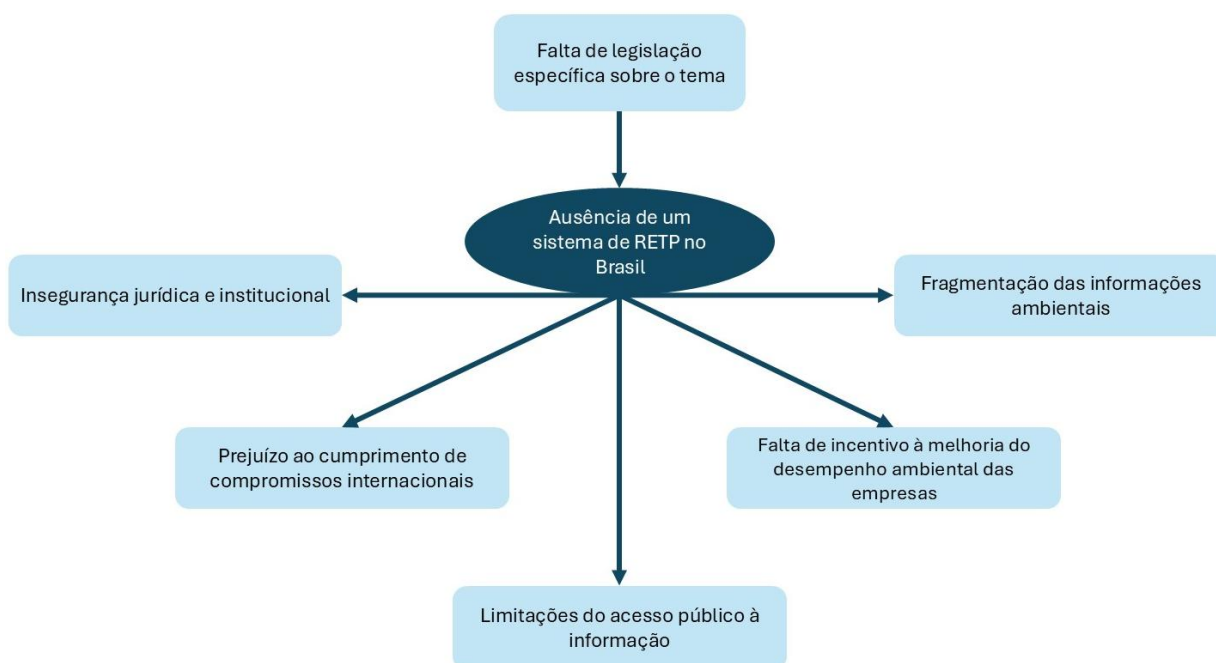 Falta de legislação
específica sobre o tema
Ausência de um
sistema de RETP no
Brasil
Insegurança jurídica e institucional
Fragmentação das informações
ambientais
Prejuízo ao cumprimento de
compromissos internacionais
Falta de incentivo à melhoria do
desempenho ambiental das
empresas
Limitações do acesso público à
informação